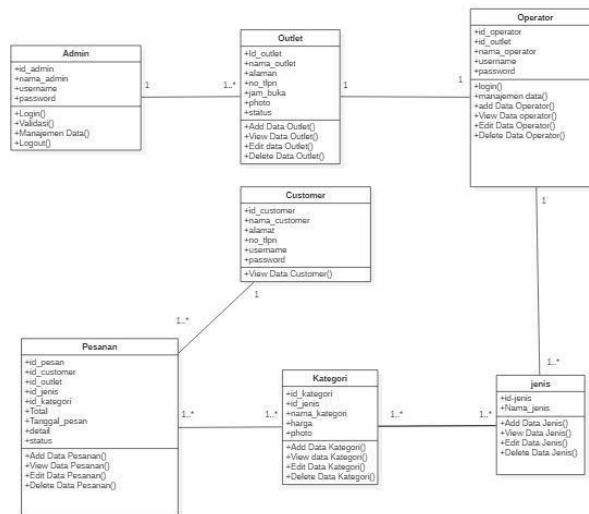 Admin
+id_admin
+nama_admin
+username
+password
+Login()
+Validasi()
+Manajemen Data()
+Logout()
1
1..*
Outlet
+Id_outlet
+nama_outlet
+alaman
+no_tlpn
+jam_buka
+photo
+status
+Add Data Outlet()
+View Data Outlet()
+Edit data Outlet()
+Delete Data Outlet()
1
1
Operator
+id_operator
+id_outlet
+nama_operator
+username
+password
+login()
+manajemen data()
+add Data Operator()
+View Data operator()
+Edit Data Operator()
+Delete Data Operator()
1
1..*
Customer
+id_customer
+nama_customer
+alamat
+no_tlpn
+username
+password
+View Data Customer()
1
1..*
Pesanan
+id_pesan
+id_customer
+id_outlet
+id_jenis
+id_kategori
+Total
+Tanggal_pesan
+detail
+status
+Add Data Pesanan()
+View Data Pesanan()
+Edit Data Pesanan()
+Delete Data Pesanan()
1..*
1..*
Kategori
+id_kategori
+id_jenis
+nama_kategori
+harga
+photo
+Add Data Kategori()
+View data Kategori()
+Edit Data Kategori()
+Delete Data Kategori()
1..*
1..*
jenis
+id-jenis
+Nama_jenis
+Add Data Jenis()
+View Data Jenis()
+Edit Data Jenis()
+Delete Data Jenis()